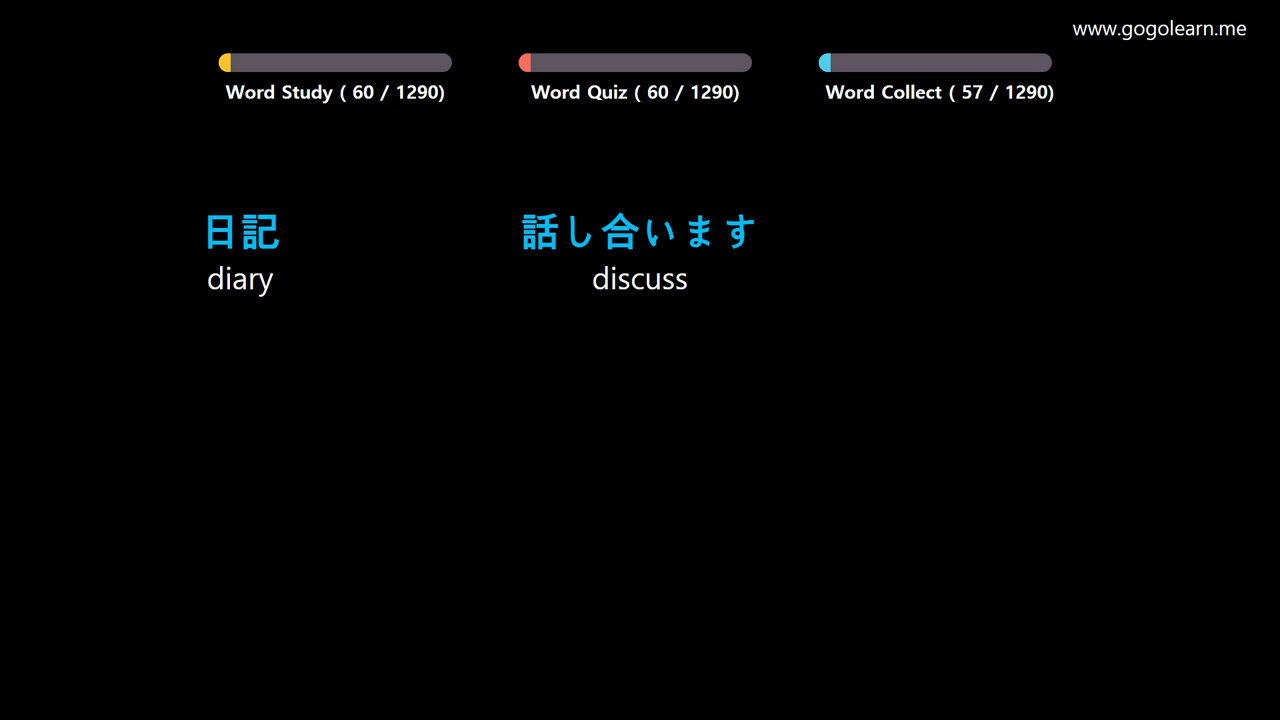 www.gogolearn.me
Word Study ( 60 / 1290)
Word Quiz ( 60 / 1290)
Word Collect ( 57 / 1290)
日記
diary
話し合います
discuss